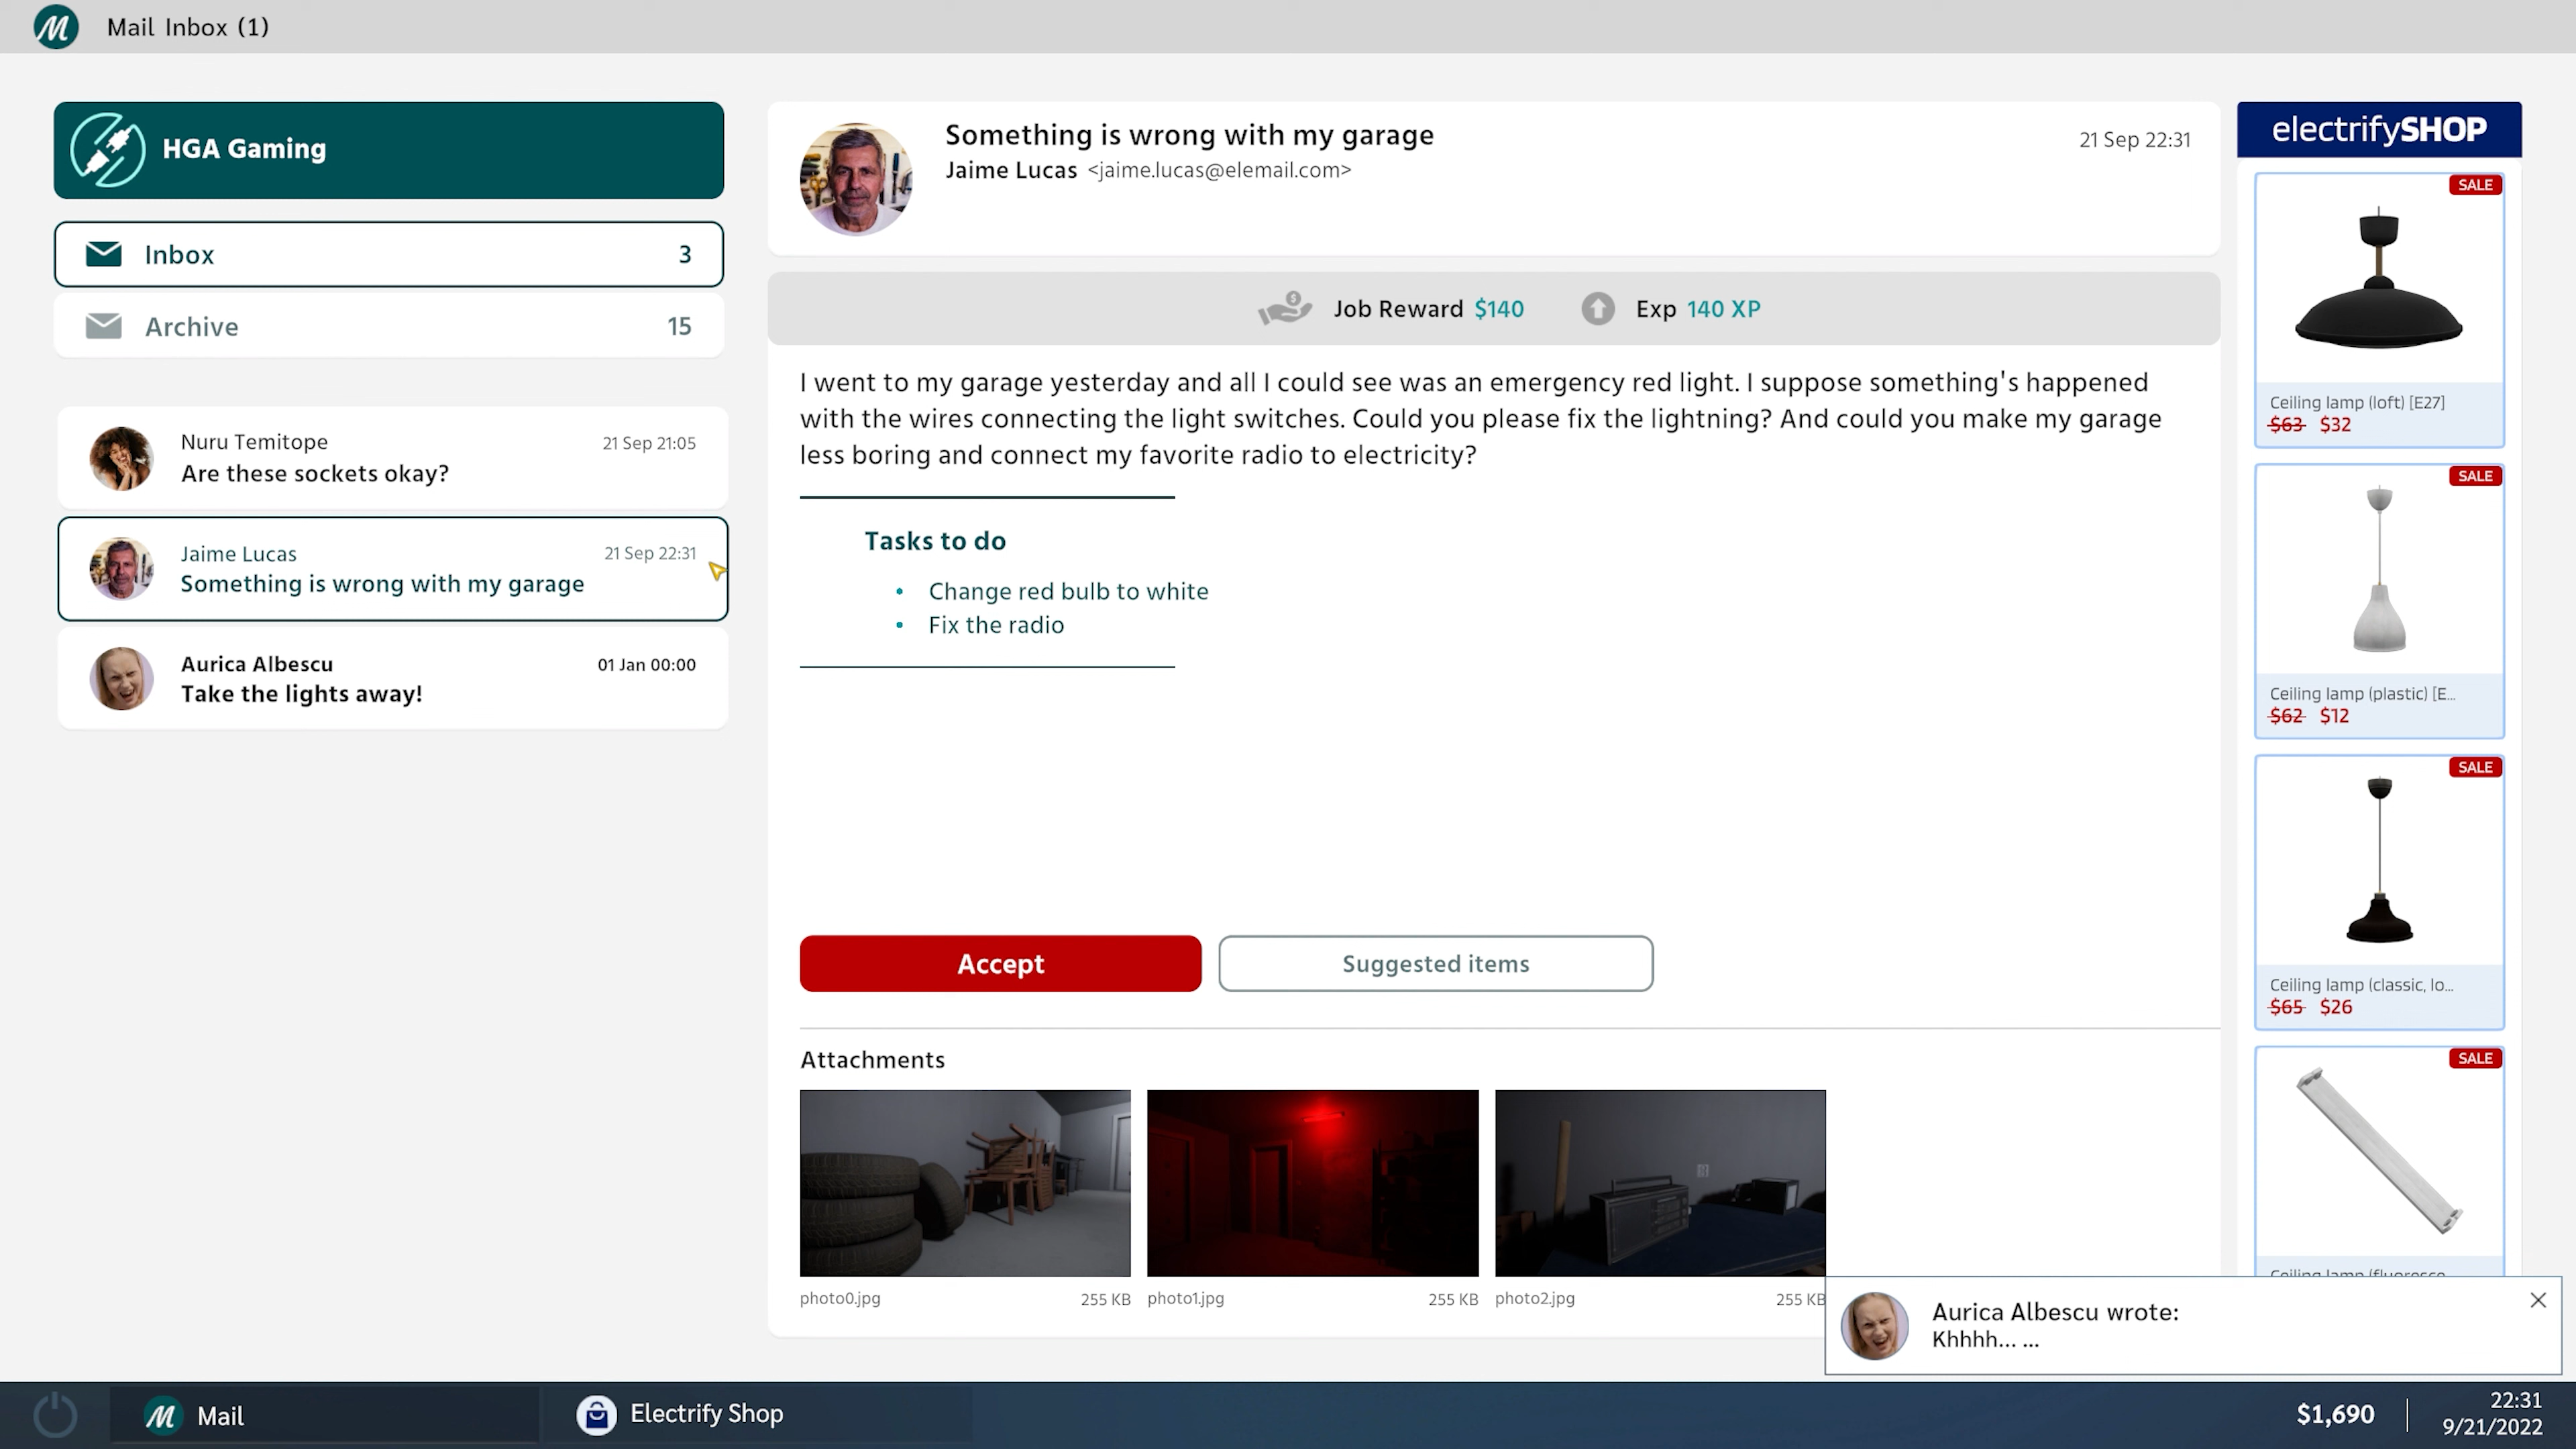 Mail Inbox (1)
HGA Gaming
Inbox 3
Archive 15
Nuru Temitope 21 Sep 21:05
Are these sockets okay?
Jaime Lucas 21 Sep 22:31
Something is wrong with my garage
Aurica Albescu 01 Jan 00:00
Take the lights away!
Something is wrong with my garage 21 Sep 22:31
Jaime Lucas <jaime.lucas@elemail.com>
Job Reward $140 Exp 140 XP
I went to my garage yesterday and all I could see was an emergency red light. I suppose something's happened
with the wires connecting the light switches. Could you please fix the lightning? And could you make my garage
less boring and connect my favorite radio to electricity?
Tasks to do
• Change red bulb to white
• Fix the radio
Accept Suggested items
Attachments
photo0.jpg 255 KB photo1.jpg 255 KB photo2.jpg 255 KB
electrifySHOP
SALE
Ceiling lamp (loft) [E27]
$63 $32
SALE
Ceiling lamp (plastic) [E...
$62 $12
SALE
Ceiling lamp (classic, lo...
$65 $26
SALE
Ceiling lamp (fluoresce...
Aurica Albescu wrote:
Khhhh... ...
Mail Electrify Shop $1,690 22:31
9/21/2022